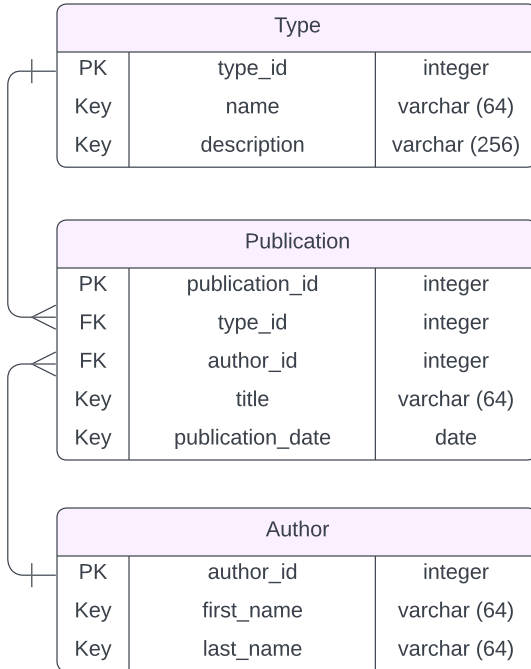 Type
PK type_id integer
Key name varchar (64)
Key description varchar (256)
Publication
PK publication_id integer
FK type_id integer
FK author_id integer
Key title varchar (64)
Key publication_date date
Author
PK author_id integer
Key first_name varchar (64)
Key last_name varchar (64)